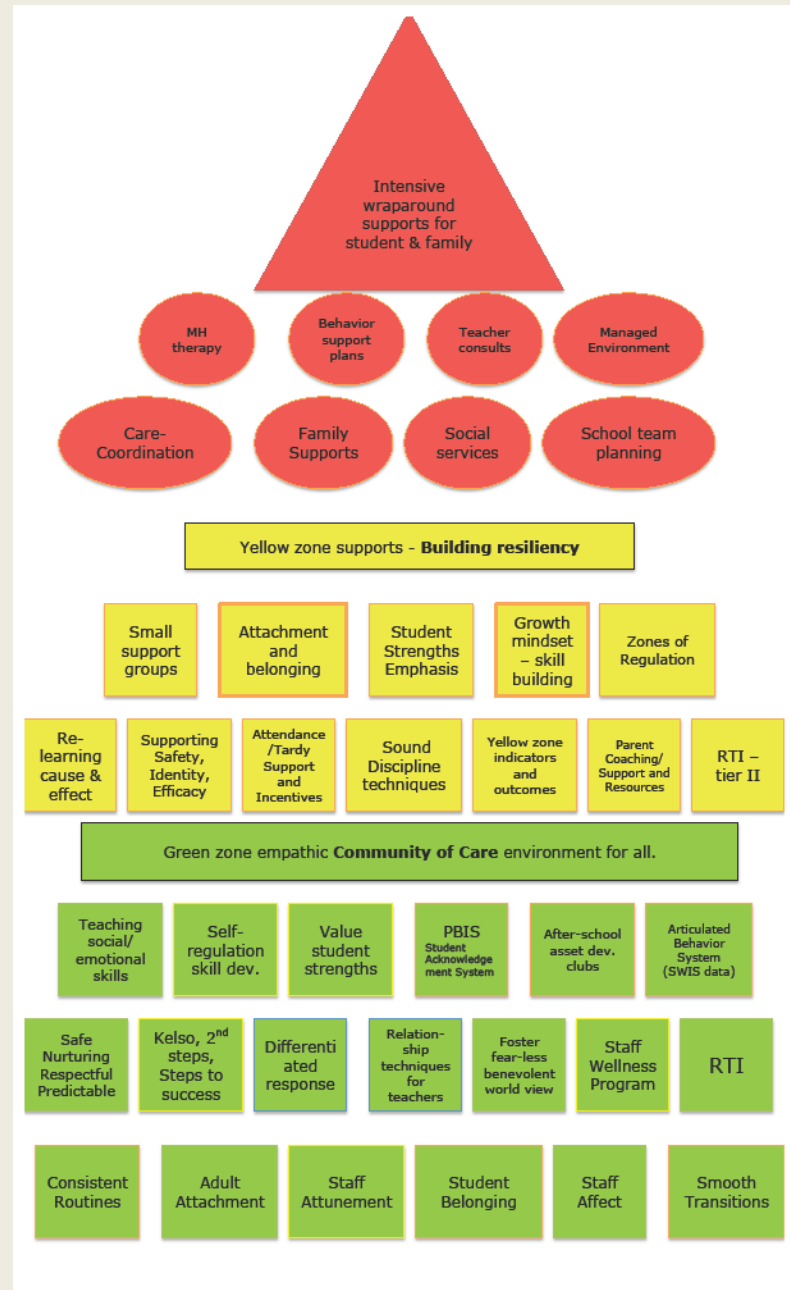 Intensive
wraparound
supports for
student & family
MH
therapy
Behavior
support
plans
Teacher
consults
Managed
Environment
Care-
Coordination
Family
Supports
Social
services
School team
planning
Yellow zone supports - Building resiliency
Small
support
groups
Attachment
and
belonging
Student
Strengths
Emphasis
Growth
mindset
– skill
building
Zones of
Regulation
Re-
learning
cause &
effect
Supporting
Safety,
Identity,
Efficacy
Attendance
/Tardy
Support
and
Incentives
Sound
Discipline
techniques
Yellow zone
indicators
and
outcomes
Parent
Coaching/
Support and
Resources
RTI –
tier II
Green zone empathic Community of Care environment for all.
Teaching
social/
emotional
skills
Self-
regulation
skill dev.
Value
student
strengths
PBIS
Student
Acknowledge
ment System
After-school
asset dev.
clubs
Articulated
Behavior
System
(SWIS data)
Safe
Nurturing
Respectful
Predictable
Kelso, 2nd
steps,
Steps to
success
Differenti
ated
response
Relation-
ship
techniques
for
teachers
Foster
fear-less
benevolent
world view
Staff
Wellness
Program
RTI
Consistent
Routines
Adult
Attachment
Staff
Attunement
Student
Belonging
Staff
Affect
Smooth
Transitions